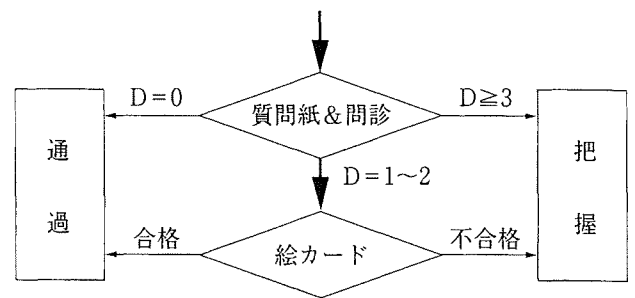 D=0
質問紙&問診
D≧3
通過
把握
D=1～2
合格
絵カード
不合格